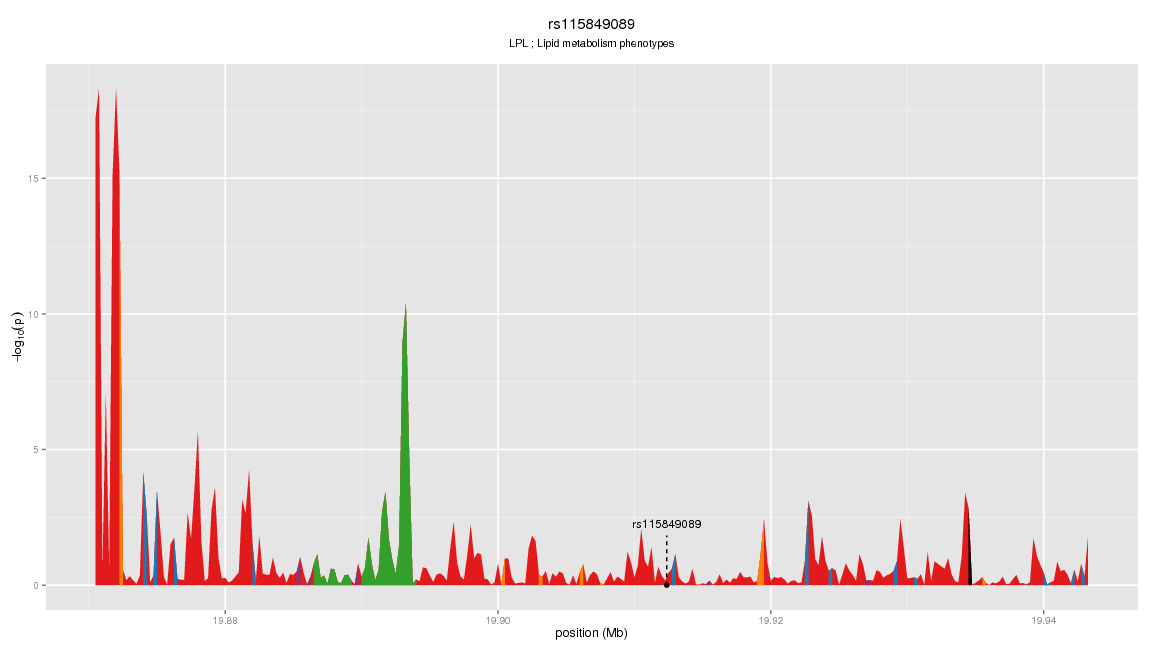 rs115849089
LPL ; Lipid metabolism phenotypes
−log10(p)
15
10
5
0
rs115849089
19.88
19.90
19.92
19.94
position (Mb)